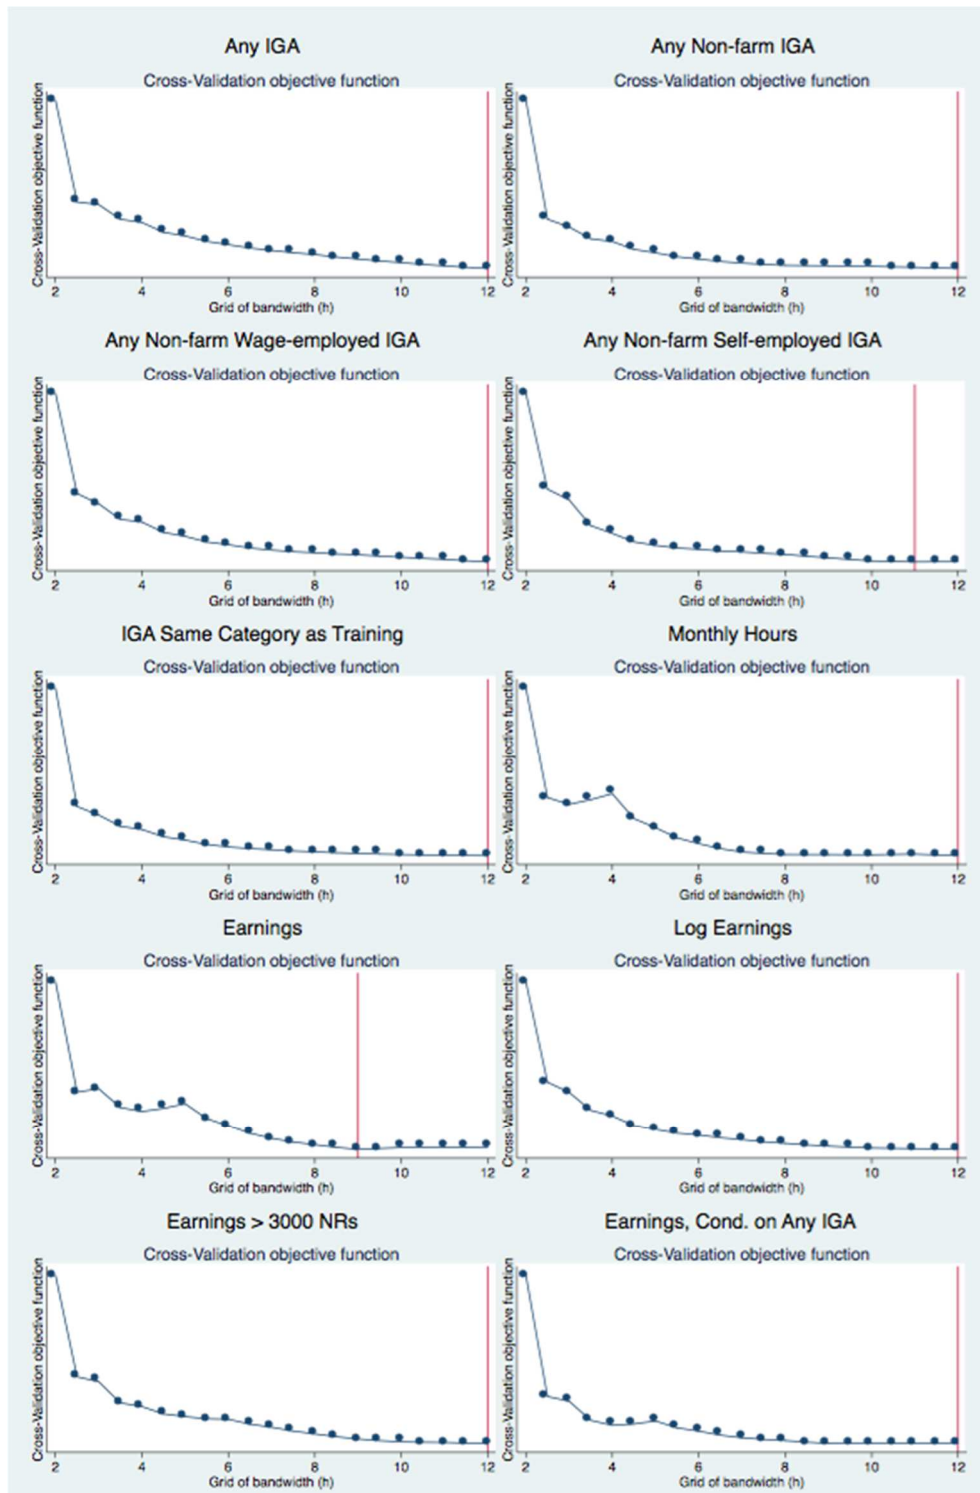 Any IGA
Cross-Validation objective function
Cross-Validation objective function
2 4 6 8 10 12
Grid of bandwidth (h)
Any Non-farm IGA
Cross-Validation objective function
Cross-Validation objective function
2 4 6 8 10 12
Grid of bandwidth (h)
Any Non-farm Wage-employed IGA
Cross-Validation objective function
Cross-Validation objective function
2 4 6 8 10 12
Grid of bandwidth (h)
Any Non-farm Self-employed IGA
Cross-Validation objective function
Cross-Validation objective function
2 4 6 8 10 12
Grid of bandwidth (h)
IGA Same Category as Training
Cross-Validation objective function
Cross-Validation objective function
2 4 6 8 10 12
Grid of bandwidth (h)
Monthly Hours
Cross-Validation objective function
Cross-Validation objective function
2 4 6 8 10 12
Grid of bandwidth (h)
Earnings
Cross-Validation objective function
Cross-Validation objective function
2 4 6 8 10 12
Grid of bandwidth (h)
Log Earnings
Cross-Validation objective function
Cross-Validation objective function
2 4 6 8 10 12
Grid of bandwidth (h)
Earnings > 3000 NRs
Cross-Validation objective function
Cross-Validation objective function
2 4 6 8 10 12
Grid of bandwidth (h)
Earnings, Cond. on Any IGA
Cross-Validation objective function
Cross-Validation objective function
2 4 6 8 10 12
Grid of bandwidth (h)